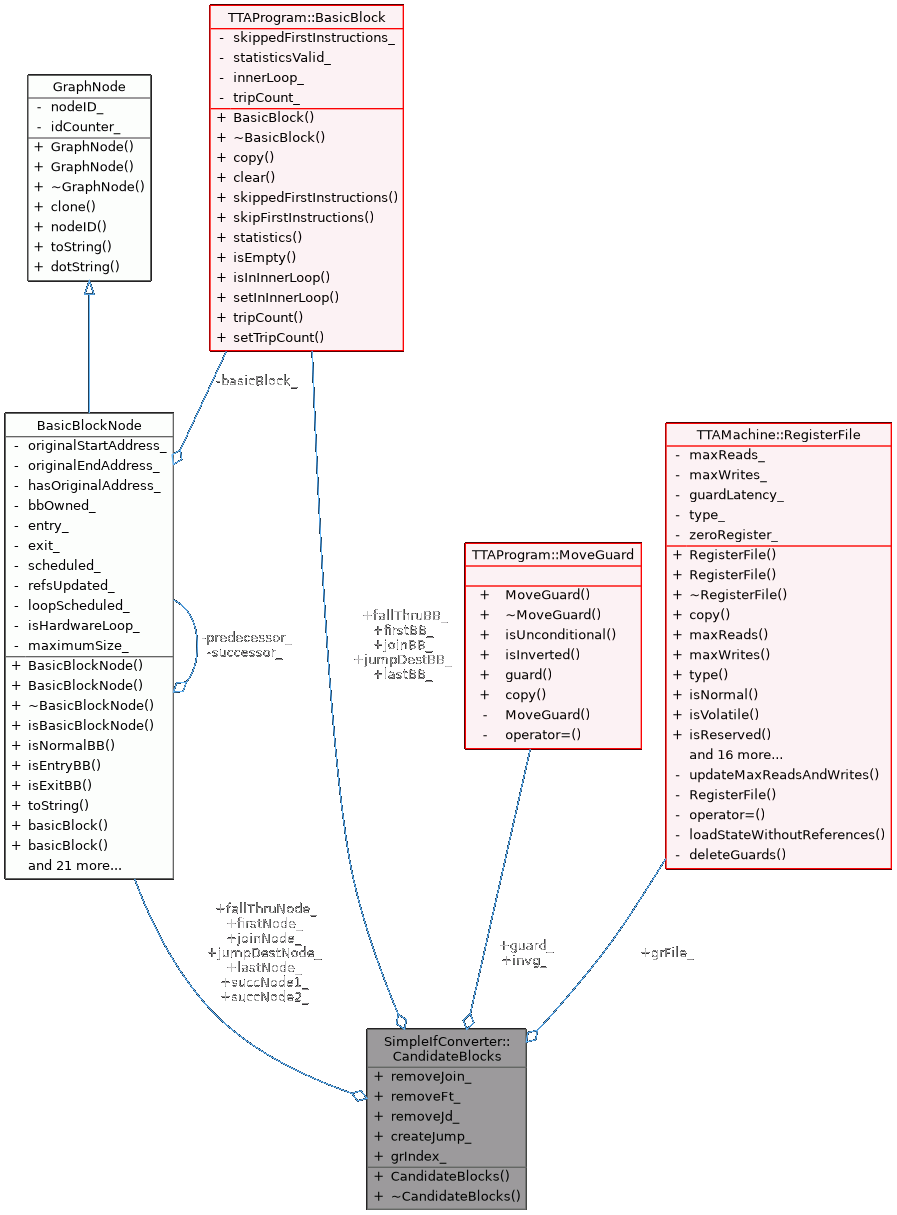 TTAProgram::BasicBlock
- skippedFirstInstructions_
- statisticsValid_
- innerLoop_
- tripCount_
+ BasicBlock()
+ ~BasicBlock()
+ copy()
+ clear()
+ skippedFirstInstructions()
+ skipFirstInstructions()
+ statistics()
+ isEmpty()
+ isInInnerLoop()
+ setInInnerLoop()
+ tripCount()
+ setTripCount()
GraphNode
- nodeID_
- idCounter_
+ GraphNode()
+ GraphNode()
+ ~GraphNode()
+ clone()
+ nodeID()
+ toString()
+ dotString()
-basicBlock_
BasicBlockNode
- originalStartAddress_
- originalEndAddress_
- hasOriginalAddress_
- bbOwned_
- entry_
- exit_
- scheduled_
- refsUpdated_
- loopScheduled_
- isHardwareLoop_
- maximumSize_
+ BasicBlockNode()
+ BasicBlockNode()
+ ~BasicBlockNode()
+ isBasicBlockNode()
+ isNormalBB()
+ isEntryBB()
+ isExitBB()
+ toString()
+ basicBlock()
+ basicBlock()
and 21 more...
-predecessor_
-successor_
+fallThruBB_
+firstBB_
+joinBB_
+jumpDestBB_
+lastBB_
TTAProgram::MoveGuard
+ MoveGuard()
+ ~MoveGuard()
+ isUnconditional()
+ isInverted()
+ guard()
+ copy()
- MoveGuard()
- operator=()
TTAMachine::RegisterFile
- maxReads_
- maxWrites_
- guardLatency_
- type_
- zeroRegister_
+ RegisterFile()
+ RegisterFile()
+ ~RegisterFile()
+ copy()
+ maxReads()
+ maxWrites()
+ type()
+ isNormal()
+ isVolatile()
+ isReserved()
and 16 more...
- updateMaxReadsAndWrites()
- RegisterFile()
- operator=()
- loadStateWithoutReferences()
- deleteGuards()
+fallThruNode_
+firstNode_
+joinNode_
+jumpDestNode_
+lastNode_
+succNode1_
+succNode2_
+guard_
+invg_
+grFile_
SimpleIfConverter::
CandidateBlocks
+ removeJoin_
+ removeFt_
+ removeJd_
+ createJump_
+ grIndex_
+ CandidateBlocks()
+ ~CandidateBlocks()